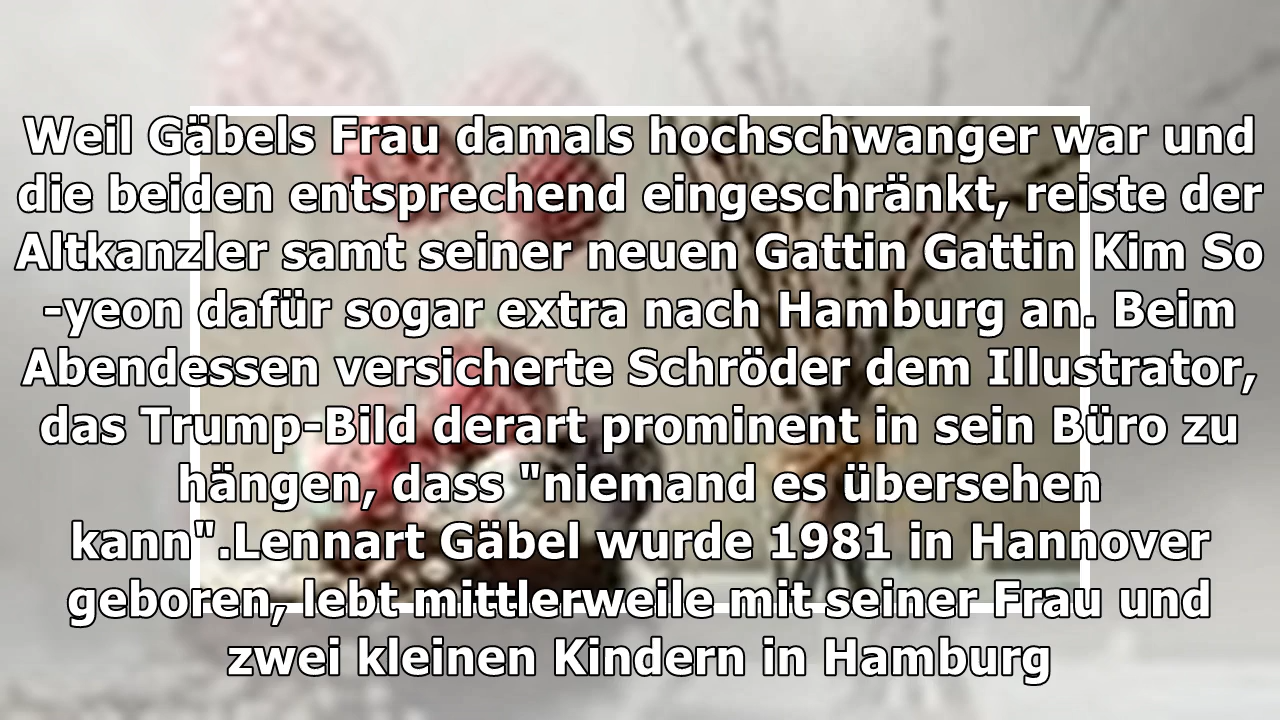 Weil Gäbels Frau damals hochschwanger war und
die beiden entsprechend eingeschränkt, reiste der
Altkanzler samt seiner neuen Gattin Gattin Kim So
-yeon dafür sogar extra nach Hamburg an. Beim
Abendessen versicherte Schröder dem Illustrator,
das Trump-Bild derart prominent in sein Büro zu
hängen, dass "niemand es übersehen
kann".Lennart Gäbel wurde 1981 in Hannover
geboren, lebt mittlerweile mit seiner Frau und
zwei kleinen Kindern in Hamburg